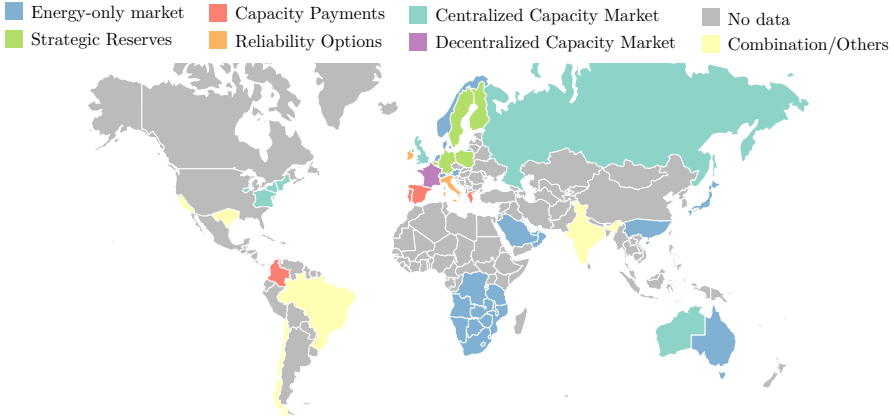 Energy-only market
Capacity Payments
Centralized Capacity Market
No data
Strategic Reserves
Reliability Options
Decentralized Capacity Market
Combination/Others